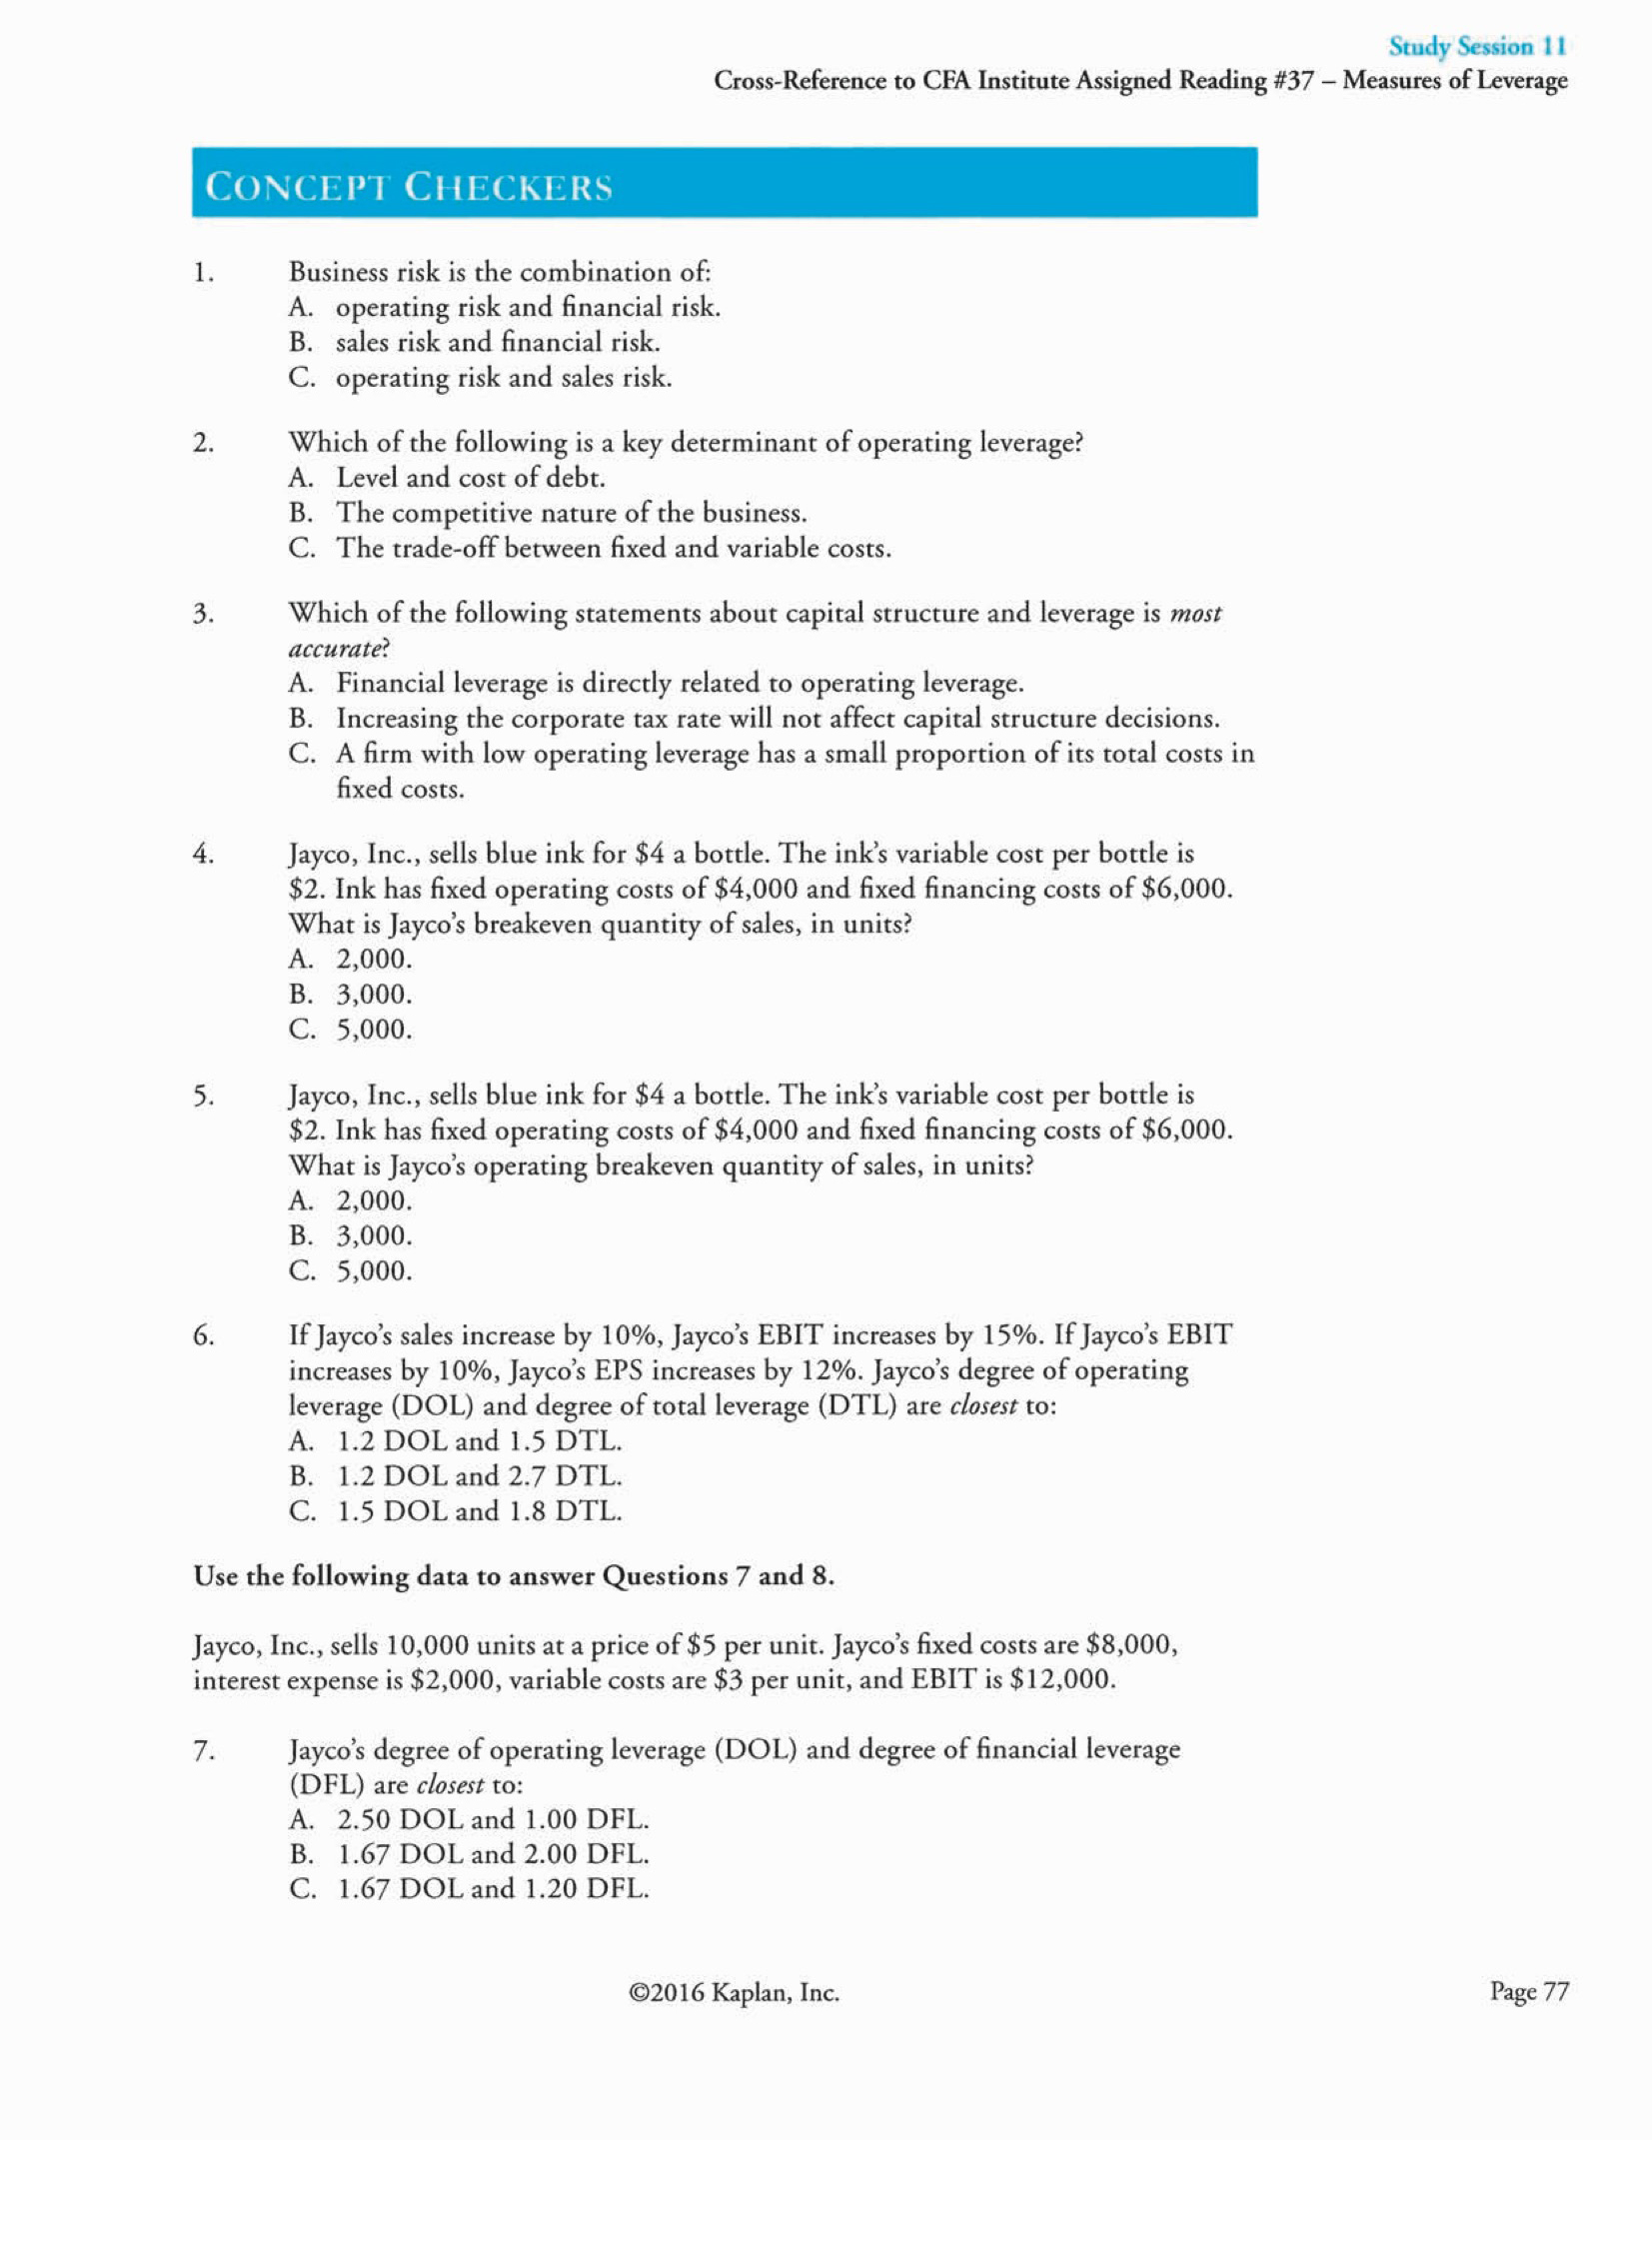 Study Session 11
Cross-Reference to CFA Institute Assigned Reading #37 – Measures of Leverage
CONCEPT CHECKERS
1. Business risk is the combination of:
A. operating risk and financial risk.
B. sales risk and financial risk.
C. operating risk and sales risk.
2. Which of the following is a key determinant of operating leverage?
A. Level and cost of debt.
B. The competitive nature of the business.
C. The trade-off between fixed and variable costs.
3. Which of the following statements about capital structure and leverage is most
accurate?
A. Financial leverage is directly related to operating leverage.
B. Increasing the corporate tax rate will not affect capital structure decisions.
C. A firm with low operating leverage has a small proportion of its total costs in
fixed costs.
4. Jayco, Inc., sells blue ink for $4 a bottle. The ink's variable cost per bottle is
$2. Ink has fixed operating costs of $4,000 and fixed financing costs of $6,000.
What is Jayco's breakeven quantity of sales, in units?
A. 2,000.
B. 3,000.
C. 5,000.
5. Jayco, Inc., sells blue ink for $4 a bottle. The ink's variable cost per bottle is
$2. Ink has fixed operating costs of $4,000 and fixed financing costs of $6,000.
What is Jayco's operating breakeven quantity of sales, in units?
A. 2,000.
B. 3,000.
C. 5,000.
6. If Jayco's sales increase by 10%, Jayco's EBIT increases by 15%. If Jayco's EBIT
increases by 10%, Jayco's EPS increases by 12%. Jayco's degree of operating
leverage (DOL) and degree of total leverage (DTL) are closest to:
A. 1.2 DOL and 1.5 DTL.
B. 1.2 DOL and 2.7 DTL.
C. 1.5 DOL and 1.8 DTL.
Use the following data to answer Questions 7 and 8.
Jayco, Inc., sells 10,000 units at a price of $5 per unit. Jayco's fixed costs are $8,000,
interest expense is $2,000, variable costs are $3 per unit, and EBIT is $12,000.
7. Jayco's degree of operating leverage (DOL) and degree of financial leverage
(DFL) are closest to:
A. 2.50 DOL and 1.00 DFL.
B. 1.67 DOL and 2.00 DFL.
C. 1.67 DOL and 1.20 DFL.
©2016 Kaplan, Inc.
Page 77